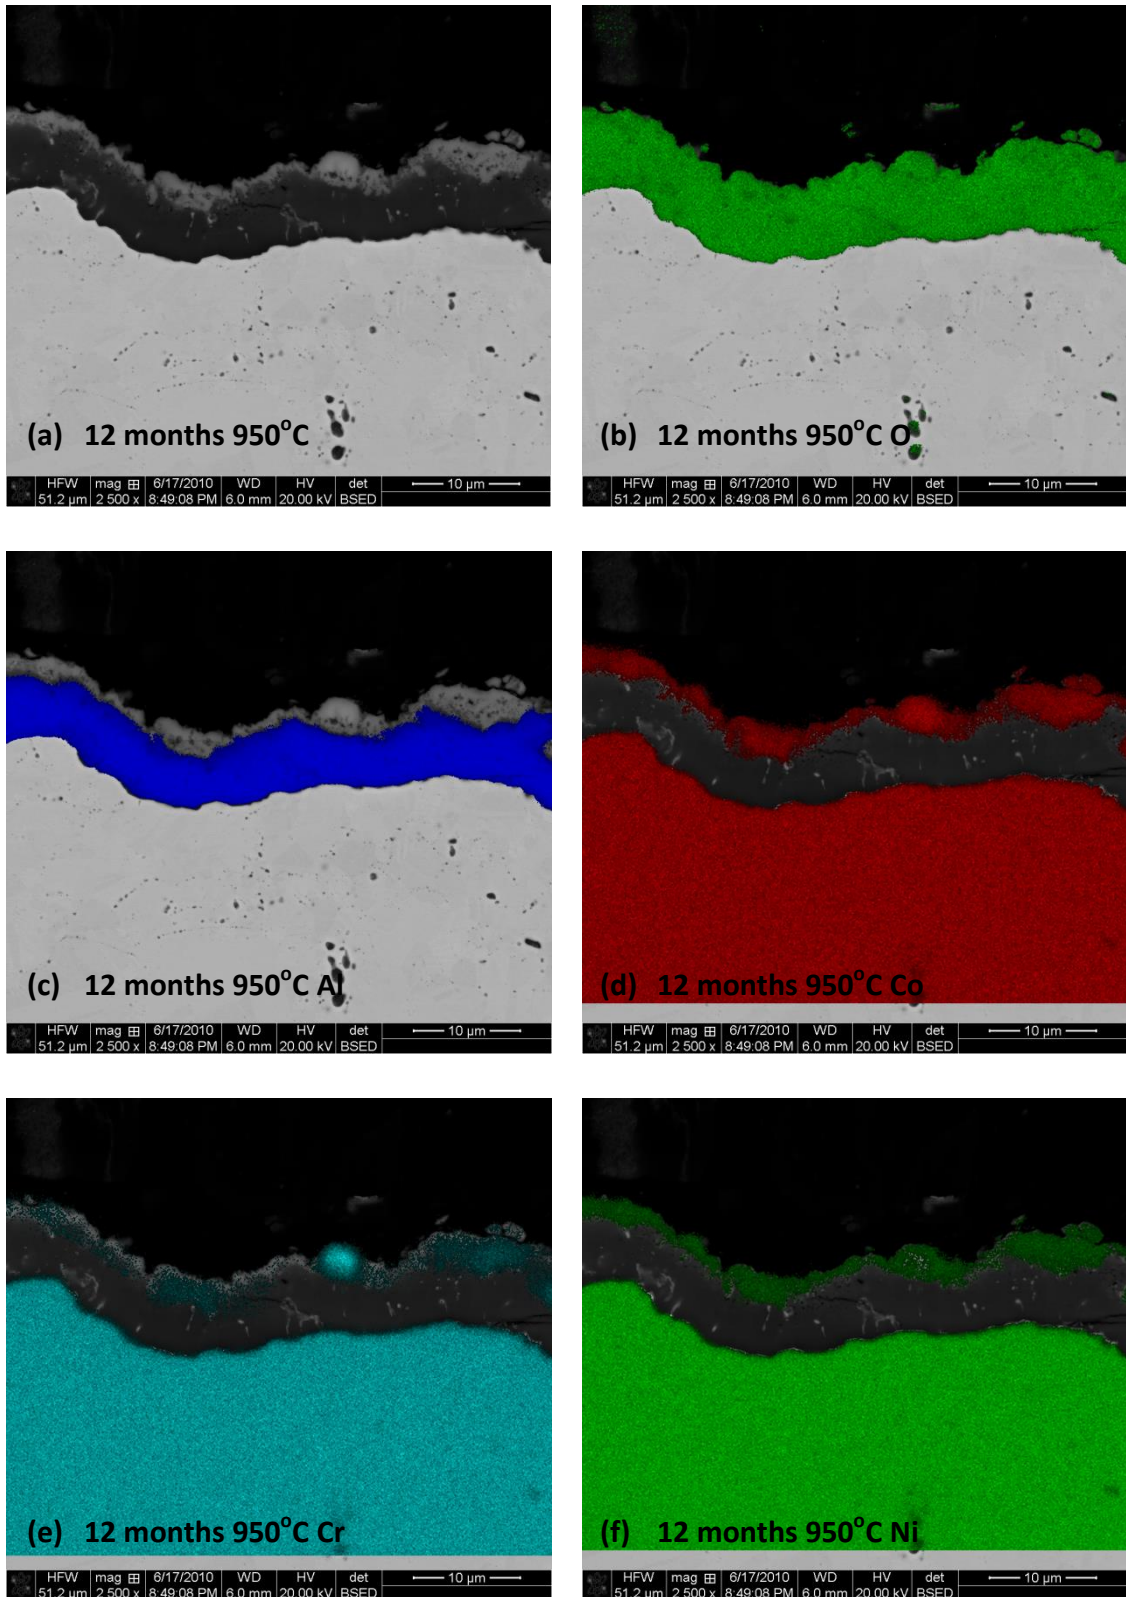 (a) 12 months 950°C
HFW mag ⊞ 6/17/2010 WD HV det
51.2 µm 2 500 x 8:49:08 PM 6.0 mm 20.00 kV BSED 10 µm
(b) 12 months 950°C O
HFW mag ⊞ 6/17/2010 WD HV det
51.2 µm 2 500 x 8:49:08 PM 6.0 mm 20.00 kV BSED 10 µm
(c) 12 months 950°C Al
HFW mag ⊞ 6/17/2010 WD HV det
51.2 µm 2 500 x 8:49:08 PM 6.0 mm 20.00 kV BSED 10 µm
(d) 12 months 950°C Co
HFW mag ⊞ 6/17/2010 WD HV det
51.2 µm 2 500 x 8:49:08 PM 6.0 mm 20.00 kV BSED 10 µm
(e) 12 months 950°C Cr
HFW mag ⊞ 6/17/2010 WD HV det
51.2 µm 2 500 x 8:49:08 PM 6.0 mm 20.00 kV BSED 10 µm
(f) 12 months 950°C Ni
HFW mag ⊞ 6/17/2010 WD HV det
51.2 µm 2 500 x 8:49:08 PM 6.0 mm 20.00 kV BSED 10 µm